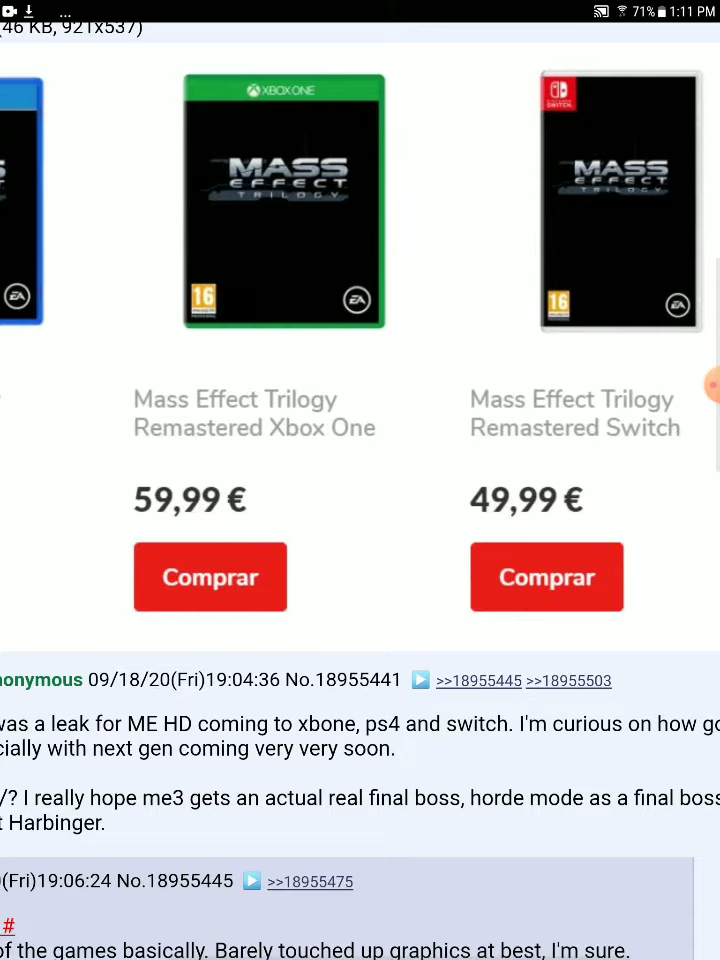 71% 1:11 PM
(46 KB, 921x537)
XBOX ONE
MASS
EFFECT
TRILOGY
16
EA
SWITCH
MASS
EFFECT
TRILOGY
16
EA
EA
Mass Effect Trilogy
Remastered Xbox One
Mass Effect Trilogy
Remastered Switch
59,99 €
49,99 €
Comprar
Comprar
nonymous 09/18/20(Fri)19:04:36 No.18955441 >>18955445 >>18955503
was a leak for ME HD coming to xbone, ps4 and switch. I'm curious on how go
cially with next gen coming very very soon.
/? I really hope me3 gets an actual real final boss, horde mode as a final boss
t Harbinger.
(Fri)19:06:24 No.18955445 >>18955475
#
of the games basically. Barely touched up graphics at best, I'm sure.